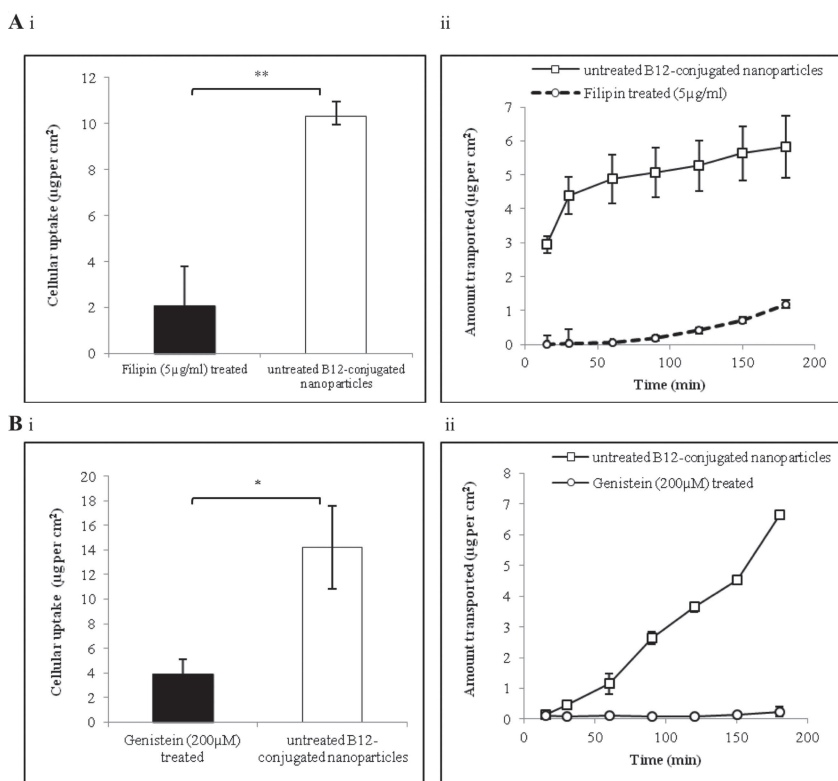 A i
ii
**
12
10
8
6
4
2
0
Cellular uptake (μg per cm²)
Filipin (5μg/ml) treated
untreated B12-conjugated
nanoparticles
untreated B12-conjugated nanoparticles
Filipin treated (5μg/ml)
7
6
5
4
3
2
1
0
Amount tranported (μg per cm²)
0 50 100 150 200
Time (min)
B i
ii
*
20
18
16
14
12
10
8
6
4
2
0
Cellular uptake (μg per cm²)
Genistein (200μM)
treated
untreated B12-
conjugated nanoparticles
untreated B12-conjugated nanoparticles
Genistein (200μM) treated
8
7
6
5
4
3
2
1
0
Amount transported (μg per cm²)
0 50 100 150 200
Time (min)